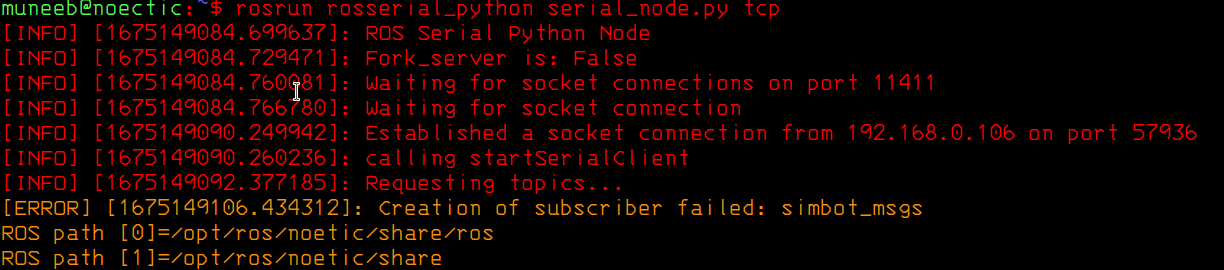 muneeb@noectic:~$ rosrun rosserial_python serial_node.py tcp
[INFO] [1675149084.699637]: ROS Serial Python Node
[INFO] [1675149084.729471]: Fork_server is: False
[INFO] [1675149084.760081]: Waiting for socket connections on port 11411
[INFO] [1675149084.766780]: Waiting for socket connection
[INFO] [1675149090.249942]: Established a socket connection from 192.168.0.106 on port 57936
[INFO] [1675149090.260236]: calling startSerialClient
[INFO] [1675149092.377185]: Requesting topics...
[ERROR] [1675149106.434312]: Creation of subscriber failed: simbot_msgs
ROS path [0]=/opt/ros/noetic/share/ros
ROS path [1]=/opt/ros/noetic/share